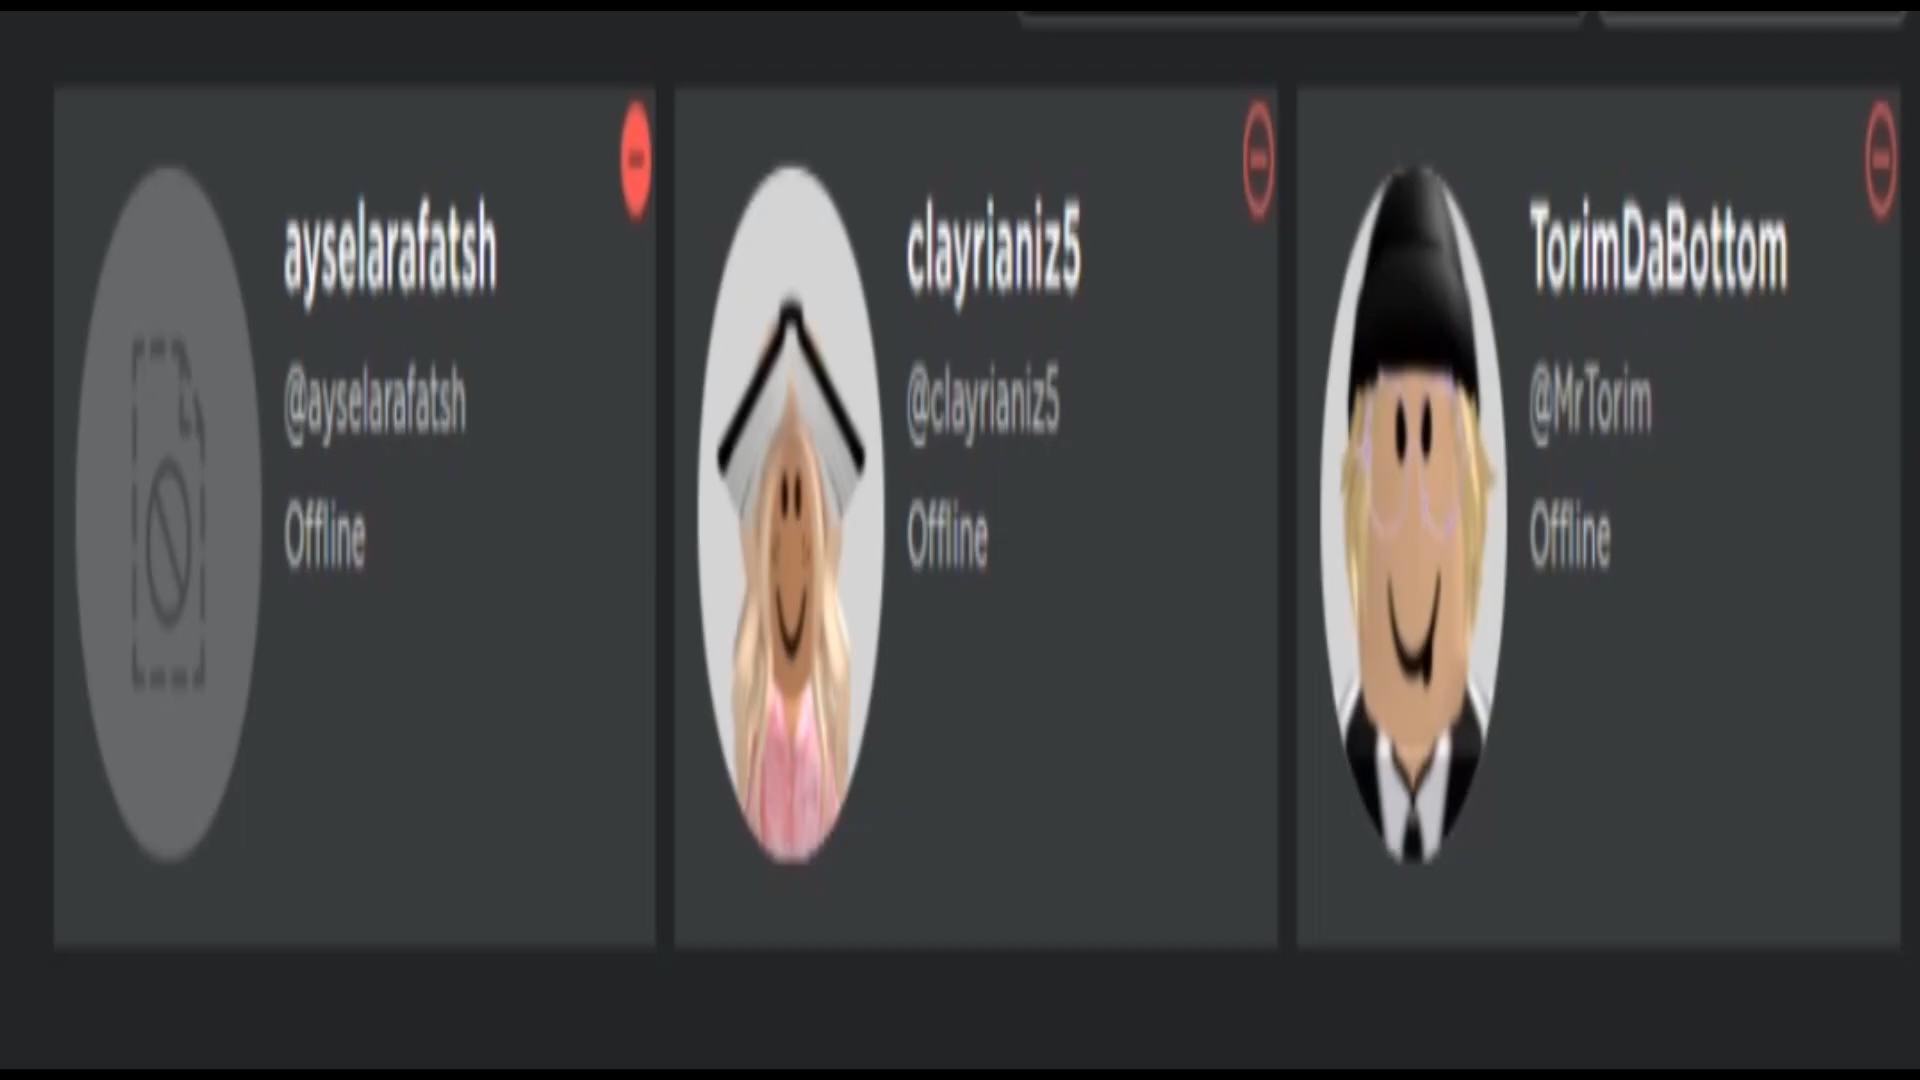 ayselarafatsh
@ayselarafatsh
Offline
clayrianiz5
@clayrianiz5
Offline
TorimDaBottom
@MrTorim
Offline